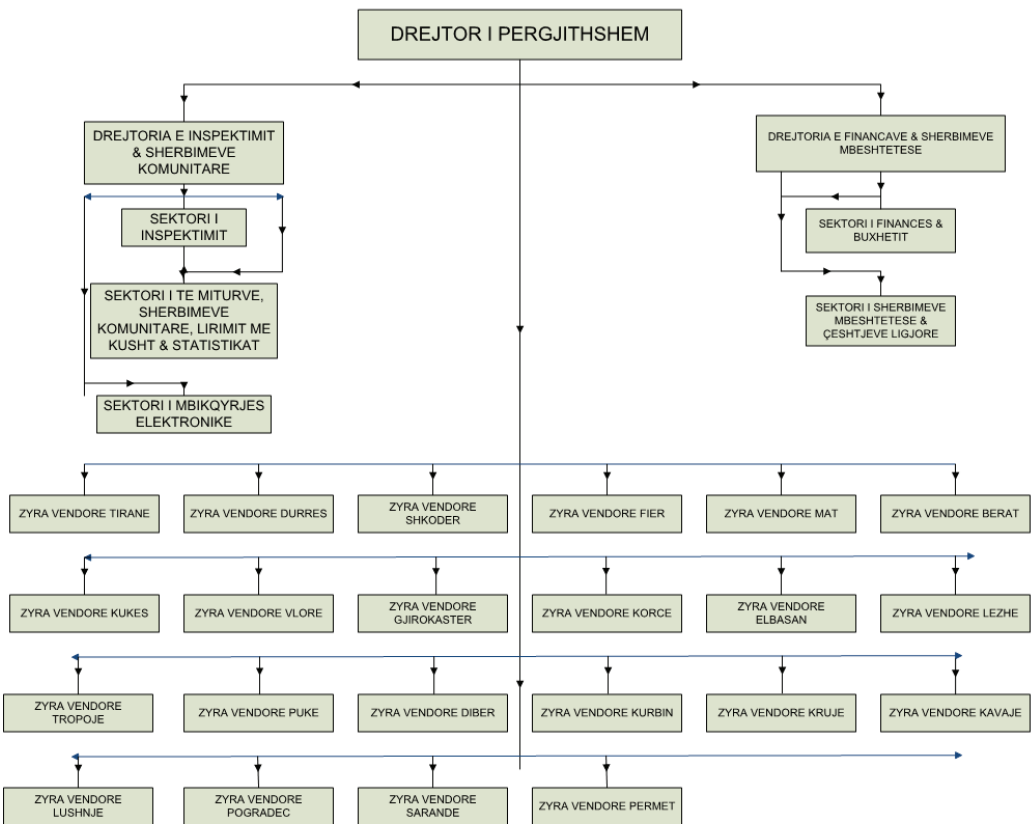 DREJTOR I PERGJITHSHEM
DREJTORIA E INSPEKTIMIT
& SHERBIMEVE
KOMUNITARE
DREJTORIA E FINANCAVE & SHERBIMEVE
MBESHTETESE
SEKTORI I
INSPEKTIMIT
SEKTORI I FINANCES &
BUXHETIT
SEKTORI I TE MITURVE,
SHERBIMEVE
KOMUNITARE, LIRIMIT ME
KUSHT & STATISTIKAT
SEKTORI I SHERBIMEVE
MBESHTETESE &
ÇESHTJEVE LIGJORE
SEKTORI I MBIKQYRJES
ELEKTRONIKE
ZYRA VENDORE TIRANE
ZYRA VENDORE DURRES
ZYRA VENDORE
SHKODER
ZYRA VENDORE FIER
ZYRA VENDORE MAT
ZYRA VENDORE BERAT
ZYRA VENDORE KUKES
ZYRA VENDORE VLORE
ZYRA VENDORE
GJIROKASTER
ZYRA VENDORE KORCE
ZYRA VENDORE
ELBASAN
ZYRA VENDORE LEZHE
ZYRA VENDORE
TROPOJE
ZYRA VENDORE PUKE
ZYRA VENDORE DIBER
ZYRA VENDORE KURBIN
ZYRA VENDORE KRUJE
ZYRA VENDORE KAVAJE
ZYRA VENDORE
LUSHNJE
ZYRA VENDORE
POGRADEC
ZYRA VENDORE
SARANDE
ZYRA VENDORE PERMET